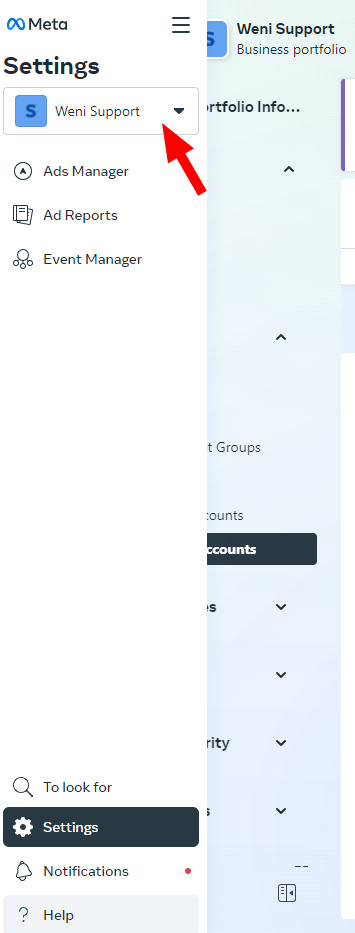 Meta
Settings
S
Weni Support
Ads Manager
Ad Reports
Event Manager
To look for
Settings
Notifications
Help
S
Weni Support
Business portfolio
rtfolio Info...
t Groups
counts
ccounts
es
rity
s